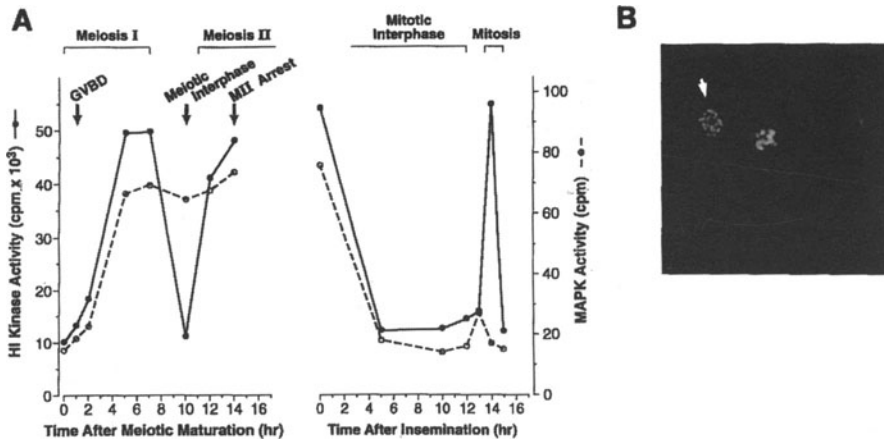 A
Meiosis I
Meiosis II
GVBD
Meiotic
Interphase
MII Arrest
HI Kinase Activity (cpm x 10³)
50
40
30
20
10
0 2 4 6 8 10 12 14 16
Time After Meiotic Maturation (hr)
Mitotic
Interphase
Mitosis
100
80
60
40
20
0
MAPK Activity (cpm)
0 2 4 6 8 10 12 14 16
Time After Insemination (hr)
B